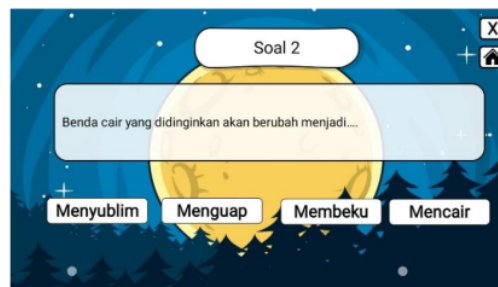 X
Soal 2
Benda cair yang didinginkan akan berubah menjadi....
Menyublim
Menguap
Membeku
Mencair